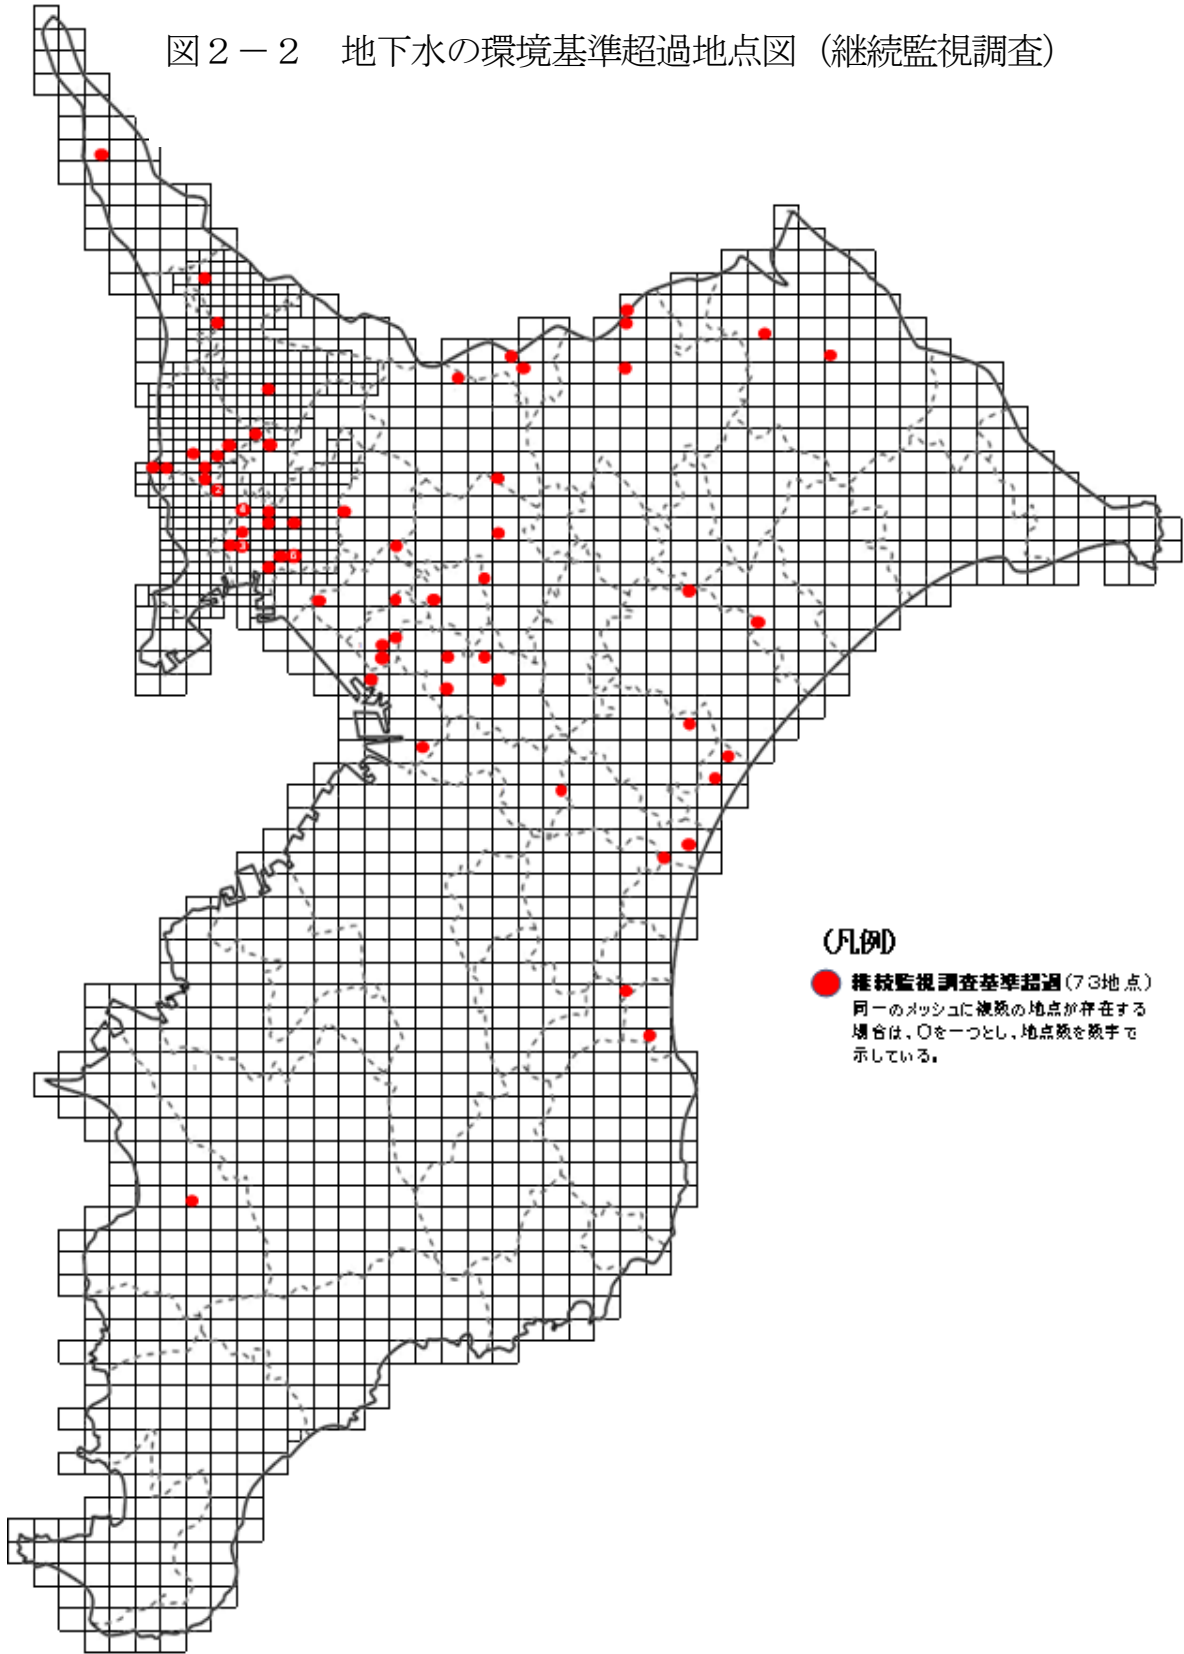 図2-2 地下水の環境基準超過地点図(継続監視調査)
2
4
3
(凡例)
継続監視調査基準超過(73地点)
同一のメッシュに複数の地点が存在する
場合は、○を一つとし、地点数を数字で
示している。